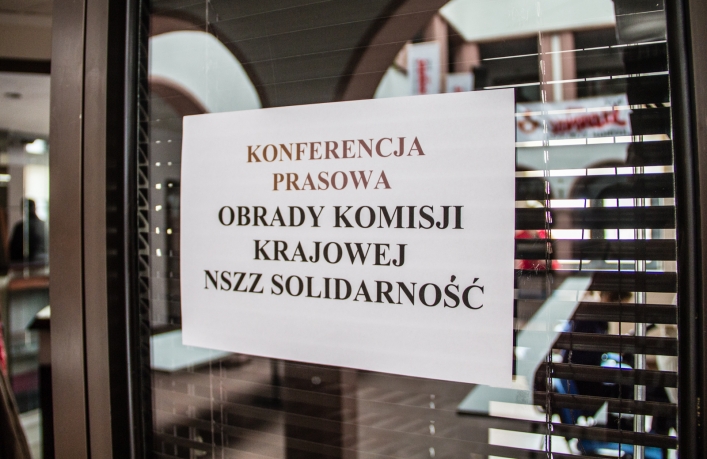 KONFERENCJA
PRASOWA
OBRADY KOMISJI
KRAJOWEJ
NSZZ SOLIDARNOŚĆ